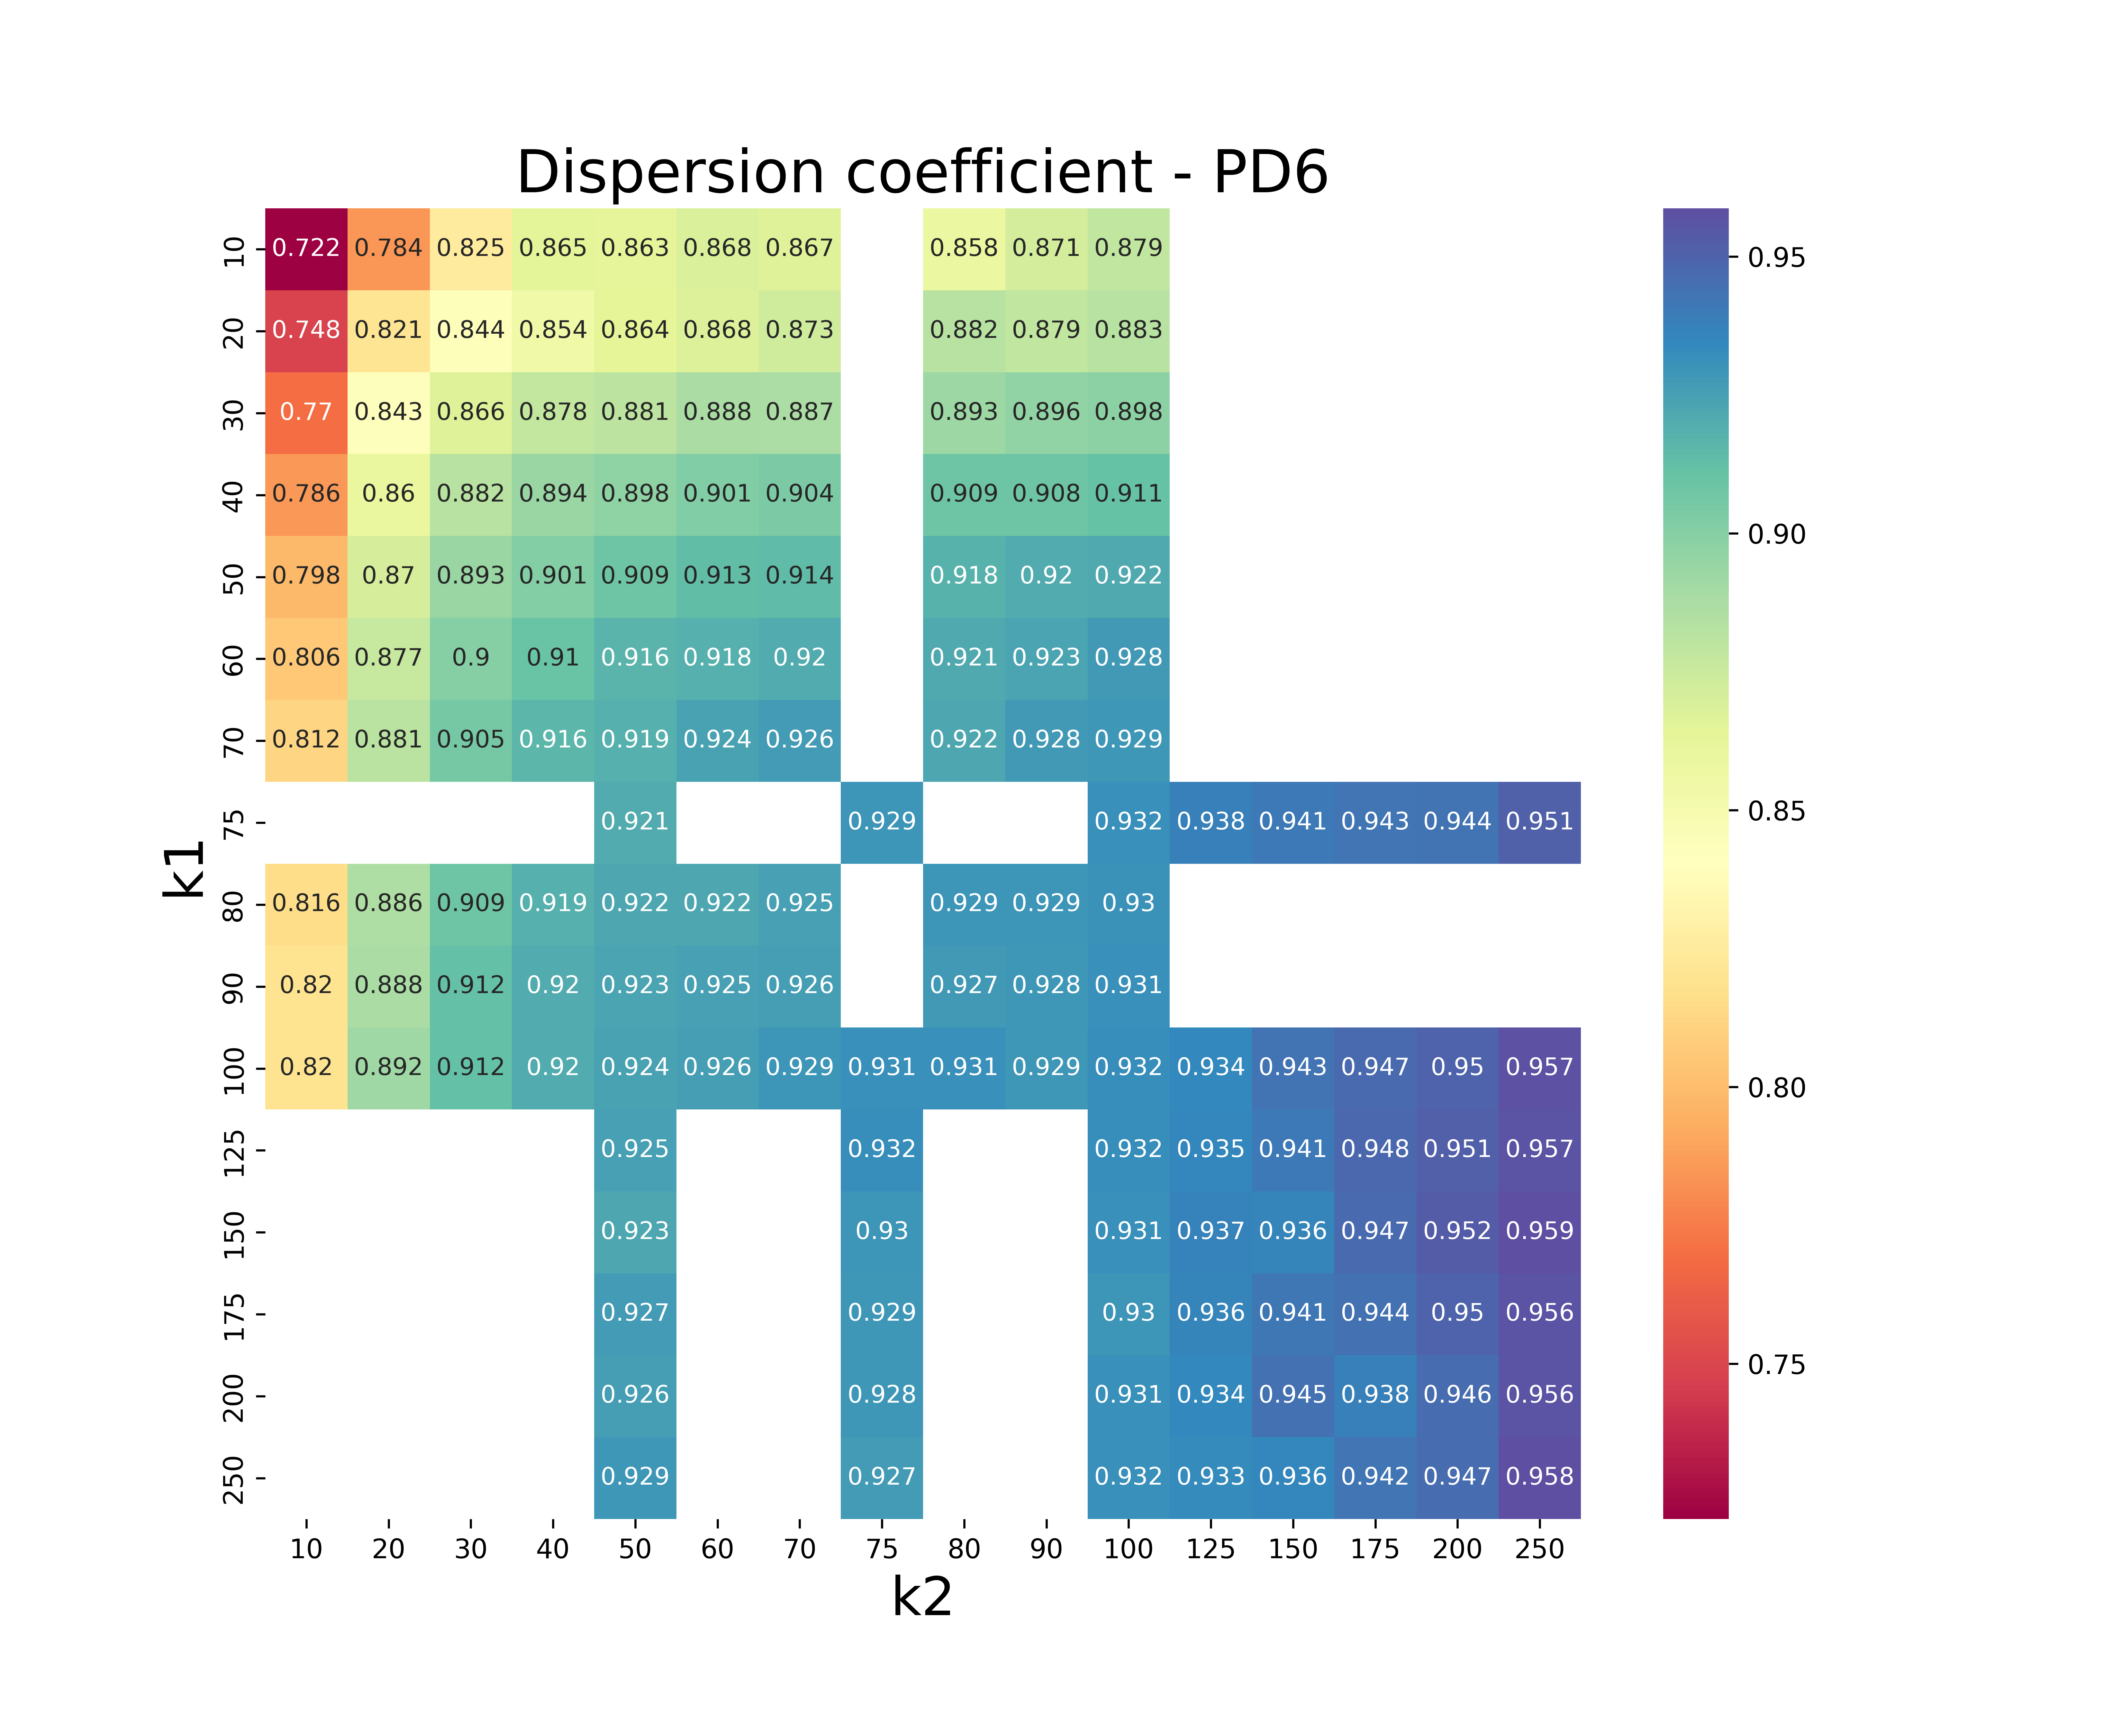 Dispersion coefficient - PD6
10 0.722 0.784 0.825 0.865 0.863 0.868 0.867 0.858 0.871 0.879
20 0.748 0.821 0.844 0.854 0.864 0.868 0.873 0.882 0.879 0.883
30 0.77 0.843 0.866 0.878 0.881 0.888 0.887 0.893 0.896 0.898
40 0.786 0.86 0.882 0.894 0.898 0.901 0.904 0.909 0.908 0.911
50 0.798 0.87 0.893 0.901 0.909 0.913 0.914 0.918 0.92 0.922
60 0.806 0.877 0.9 0.91 0.916 0.918 0.92 0.921 0.923 0.928
70 0.812 0.881 0.905 0.916 0.919 0.924 0.926 0.922 0.928 0.929
75 0.921 0.929 0.932 0.938 0.941 0.943 0.944 0.951
80 0.816 0.886 0.909 0.919 0.922 0.922 0.925 0.929 0.929 0.93
90 0.82 0.888 0.912 0.92 0.923 0.925 0.926 0.927 0.928 0.931
100 0.82 0.892 0.912 0.92 0.924 0.926 0.929 0.931 0.931 0.929 0.932 0.934 0.943 0.947 0.95 0.957
125 0.925 0.932 0.932 0.935 0.941 0.948 0.951 0.957
150 0.923 0.93 0.931 0.937 0.936 0.947 0.952 0.959
175 0.927 0.929 0.93 0.936 0.941 0.944 0.95 0.956
200 0.926 0.928 0.931 0.934 0.945 0.938 0.946 0.956
250 0.929 0.927 0.932 0.933 0.936 0.942 0.947 0.958
10 20 30 40 50 60 70 75 80 90 100 125 150 175 200 250
k1
k2
0.95
0.90
0.85
0.80
0.75